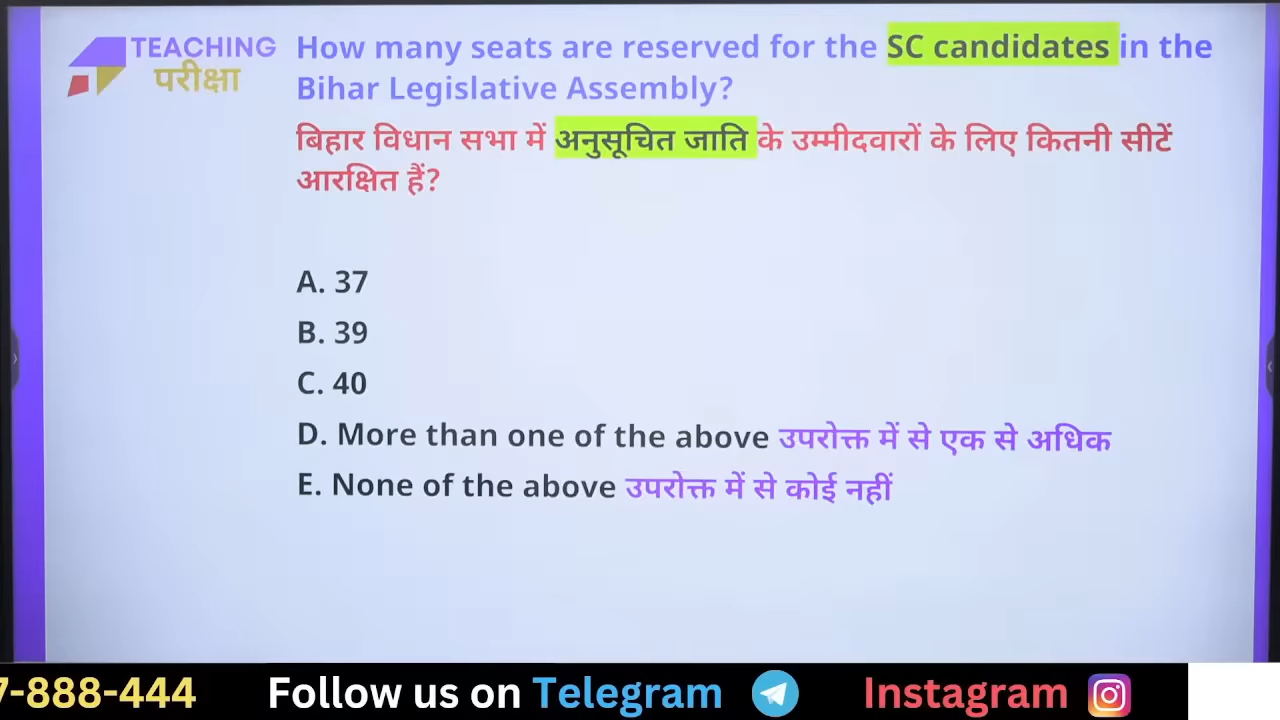 TEACHING
परीक्षा
How many seats are reserved for the SC candidates in the
Bihar Legislative Assembly?
बिहार विधान सभा में अनुसूचित जाति के उम्मीदवारों के लिए कितनी सीटें
आरक्षित हैं?
A. 37
B. 39
C. 40
D. More than one of the above उपरोक्त में से एक से अधिक
E. None of the above उपरोक्त में से कोई नहीं
7-888-444 Follow us on Telegram Instagram